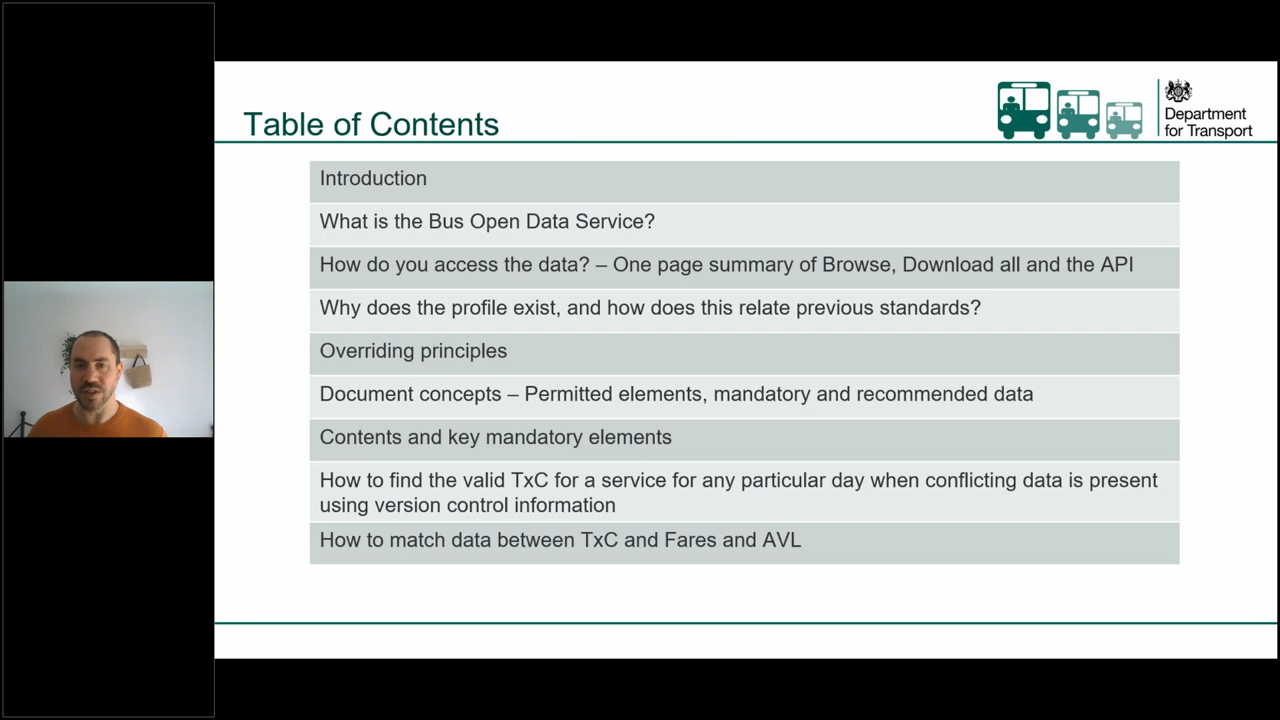 Table of Contents
Department
for Transport
Introduction
What is the Bus Open Data Service?
How do you access the data? – One page summary of Browse, Download all and the API
Why does the profile exist, and how does this relate previous standards?
Overriding principles
Document concepts – Permitted elements, mandatory and recommended data
Contents and key mandatory elements
How to find the valid TxC for a service for any particular day when conflicting data is present
using version control information
How to match data between TxC and Fares and AVL